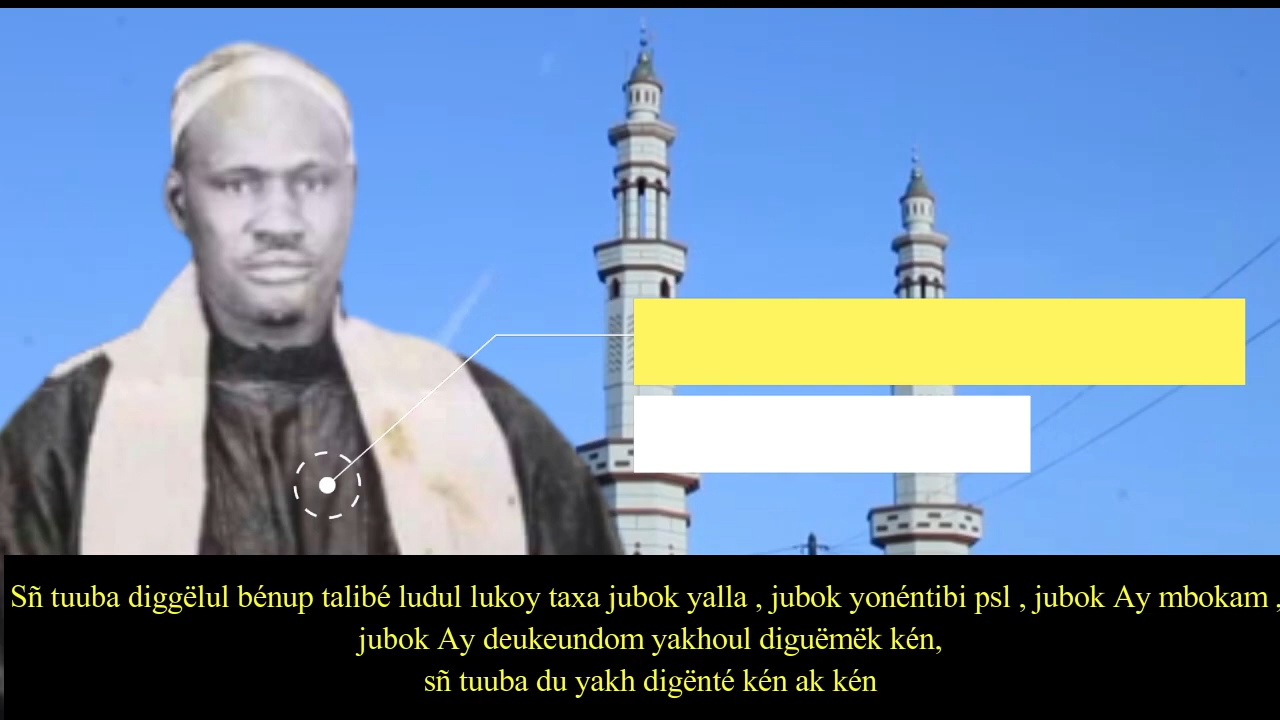 Sñ tuuba diggëlul bénup talibé ludul lukoy taxa jubok yalla , jubok yonéntibi psl , jubok Ay mbokam ,
jubok Ay deukeundom yakhoul diguëmëk kén,
sñ tuuba du yakh digënté kén ak kén